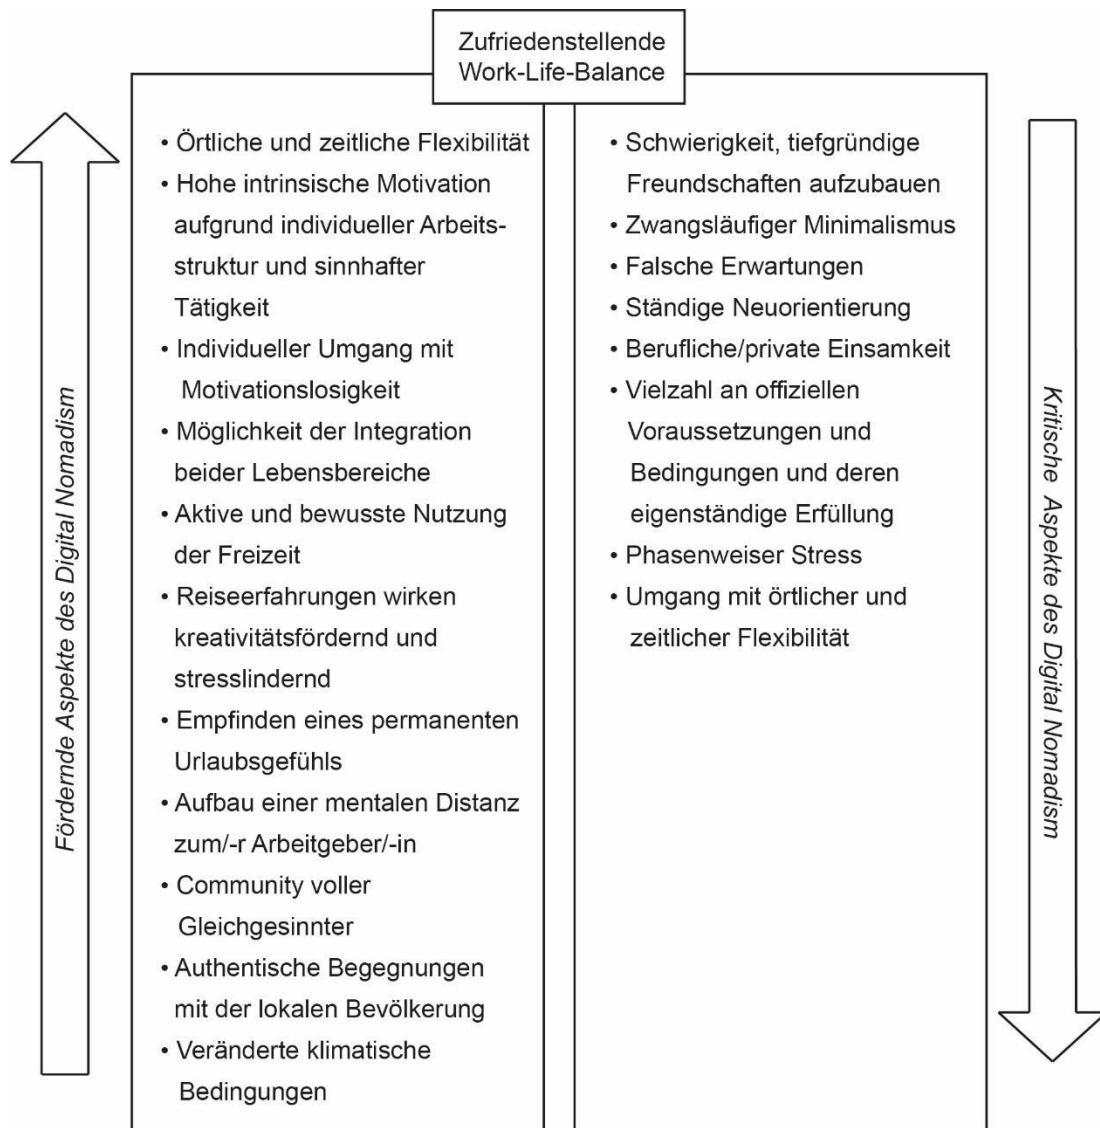 Zufriedenstellende
Work-Life-Balance
Fördernde Aspekte des Digital Nomadism
• Örtliche und zeitliche Flexibilität
• Hohe intrinsische Motivation
aufgrund individueller Arbeits-
struktur und sinnhafter
Tätigkeit
• Individueller Umgang mit
Motivationslosigkeit
• Möglichkeit der Integration
beider Lebensbereiche
• Aktive und bewusste Nutzung
der Freizeit
• Reiseerfahrungen wirken
kreativitätsfördernd und
stresslindernd
• Empfinden eines permanenten
Urlaubsgefühls
• Aufbau einer mentalen Distanz
zum/-r Arbeitgeber/-in
• Community voller
Gleichgesinnter
• Authentische Begegnungen
mit der lokalen Bevölkerung
• Veränderte klimatische
Bedingungen
• Schwierigkeit, tiefgründige
Freundschaften aufzubauen
• Zwangsläufiger Minimalismus
• Falsche Erwartungen
• Ständige Neuorientierung
• Berufliche/private Einsamkeit
• Vielzahl an offiziellen
Voraussetzungen und
Bedingungen und deren
eigenständige Erfüllung
• Phasenweiser Stress
• Umgang mit örtlicher und
zeitlicher Flexibilität
Kritische Aspekte des Digital Nomadism